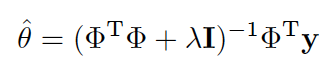 θ̂ = (Φᵀ Φ + λI)⁻¹ Φᵀ y